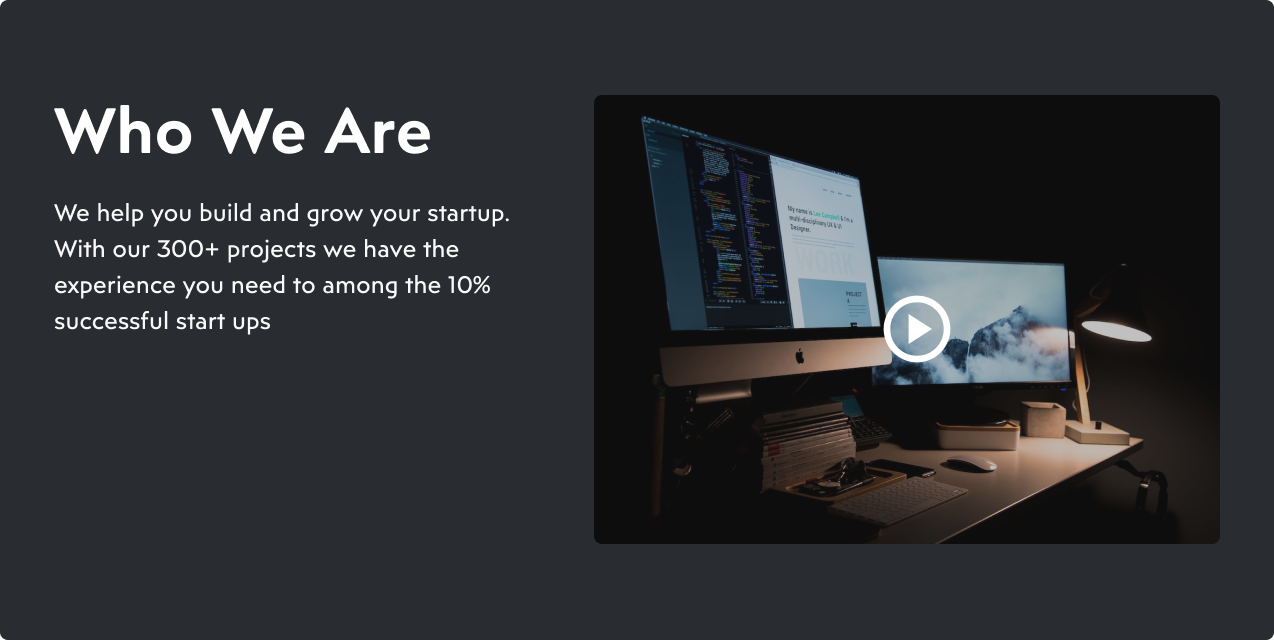 Who We Are
We help you build and grow your startup.
With our 300+ projects we have the
experience you need to among the 10%
successful start ups
My name is Lee Campbell & I'm a
multi-disciplinary UX & UI
Designer.
WORK
PROJECT